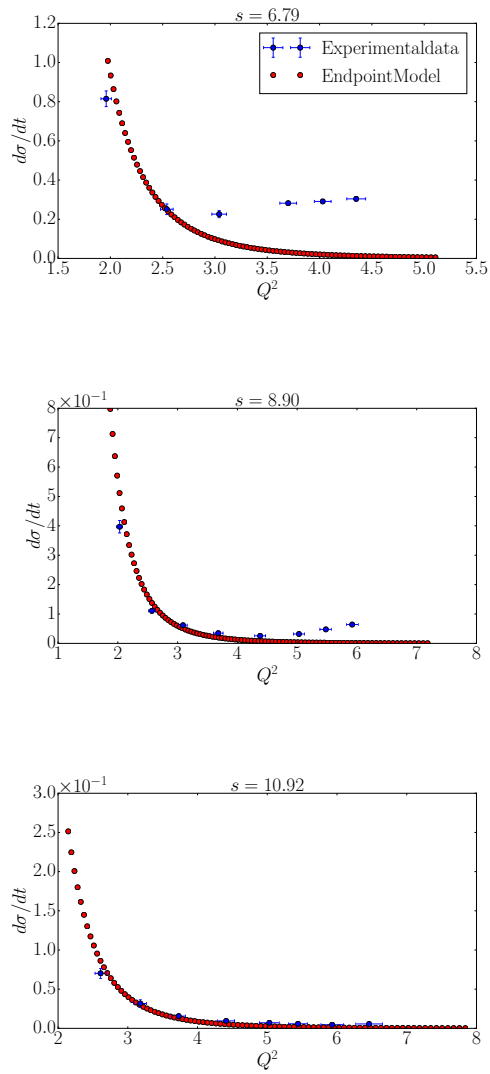 s = 6.79
1.2
1.0
0.8
0.6
0.4
0.2
0.0
dσ/dt
Experimentaldata
EndpointModel
1.5 2.0 2.5 3.0 3.5 4.0 4.5 5.0 5.5
Q²
×10⁻¹
s = 8.90
8
7
6
5
4
3
2
1
0
dσ/dt
1 2 3 4 5 6 7 8
Q²
×10⁻¹
s = 10.92
3.0
2.5
2.0
1.5
1.0
0.5
0.0
dσ/dt
2 3 4 5 6 7 8
Q²